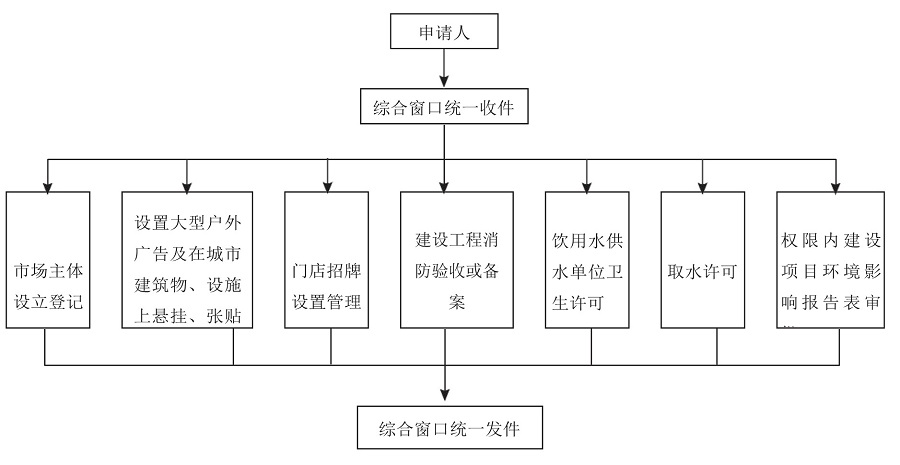 申请人
综合窗口统一收件
市场主体
设立登记
设置大型户外
广告及在城市
建筑物、设施
上悬挂、张贴
门店招牌
设置管理
建设工程消
防验收或备
案
饮用水供
水单位卫
生许可
取水许可
权限内建设
项目环境影
响报告表审
综合窗口统一发件